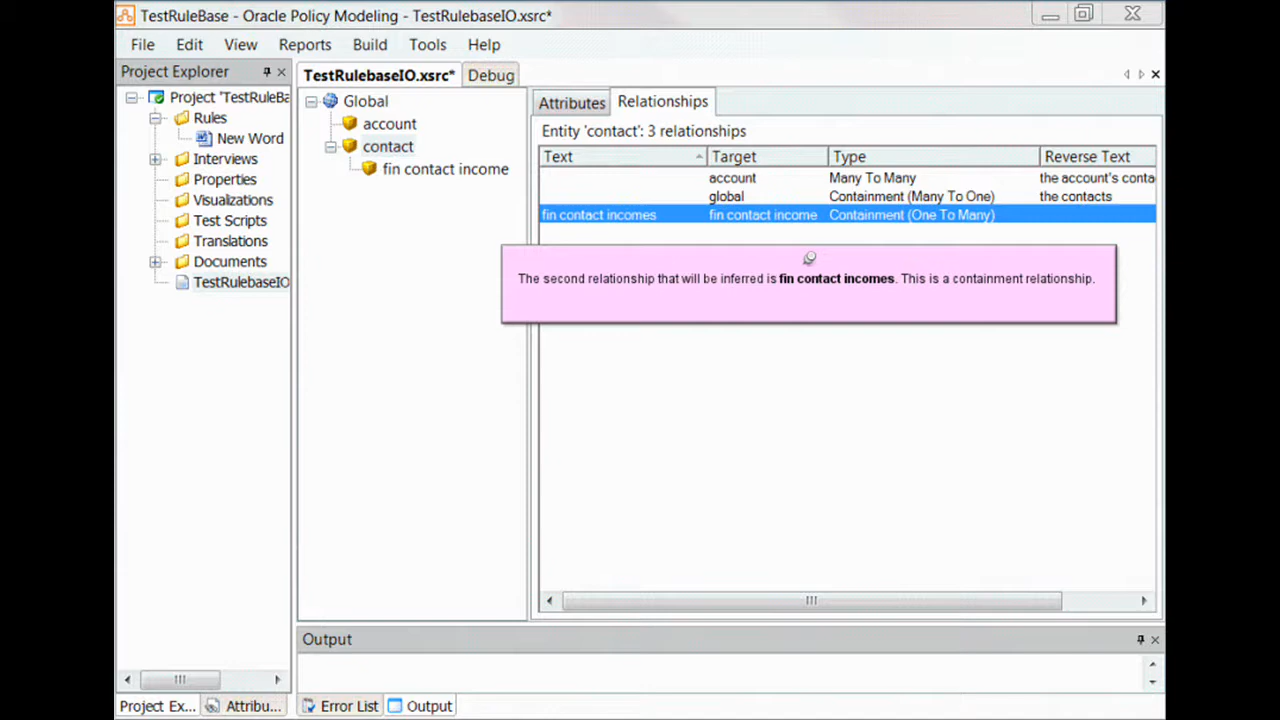 TestRuleBase - Oracle Policy Modeling - TestRulebaseIO.xsrc*
File Edit View Reports Build Tools Help
Project Explorer
Project 'TestRuleBa
Rules
New Word
Interviews
Properties
Visualizations
Test Scripts
Translations
Documents
TestRulebaseIO
TestRulebaseIO.xsrc* Debug
Global
account
contact
fin contact income
Attributes Relationships
Entity 'contact': 3 relationships
Text Target Type Reverse Text
account Many To Many the account's conta
global Containment (Many To One) the contacts
fin contact incomes fin contact income Containment (One To Many)
The second relationship that will be inferred is fin contact incomes. This is a containment relationship.
Output
Project Ex... Attribu... Error List Output